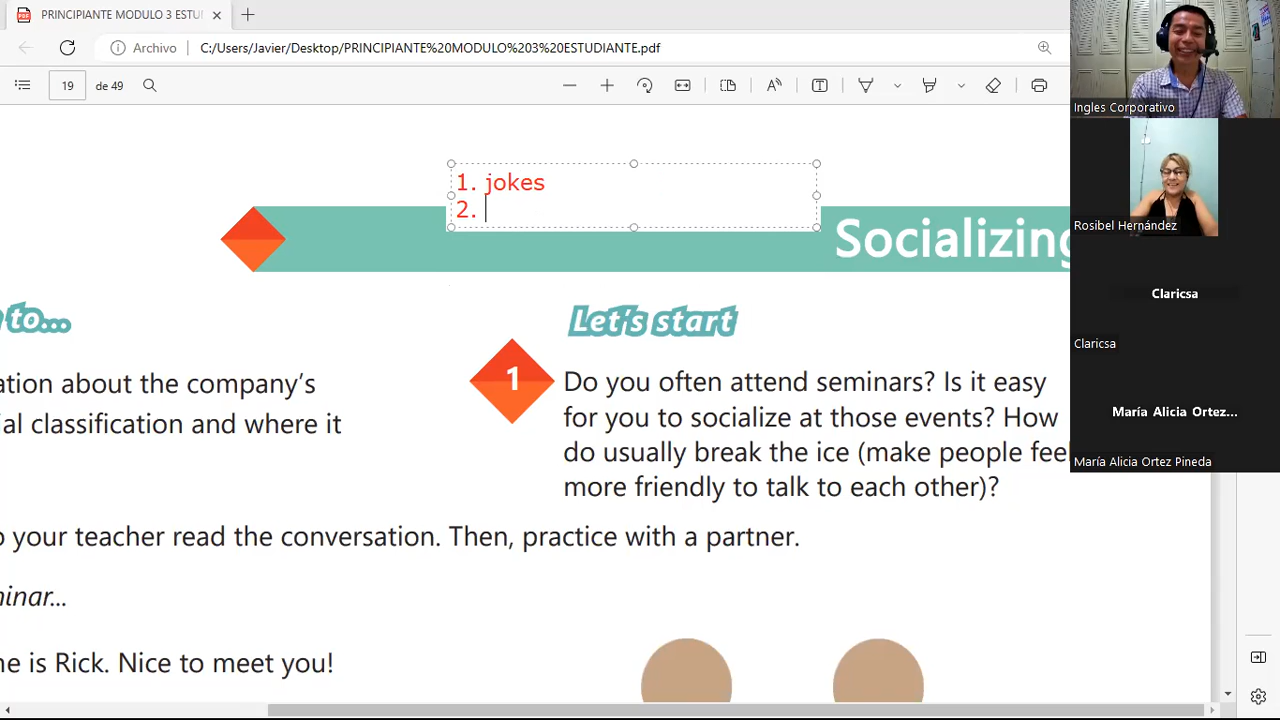 PRINCIPIANTE MODULO 3 ESTU
Archivo
C:/Users/Javier/Desktop/PRINCIPIANTE%20MODULO%203%20ESTUDIANTE.pdf
19
de 49
1. jokes
2.
Socializing
to...
Let's start
ation about the company's
ial classification and where it
1
Do you often attend seminars? Is it easy
for you to socialize at those events? How
do usually break the ice (make people feel
more friendly to talk to each other)?
o your teacher read the conversation. Then, practice with a partner.
minar...
ne is Rick. Nice to meet you!
Ingles Corporativo
Rosibel Hernández
Claricsa
Claricsa
María Alicia Ortez...
María Alicia Ortez Pineda